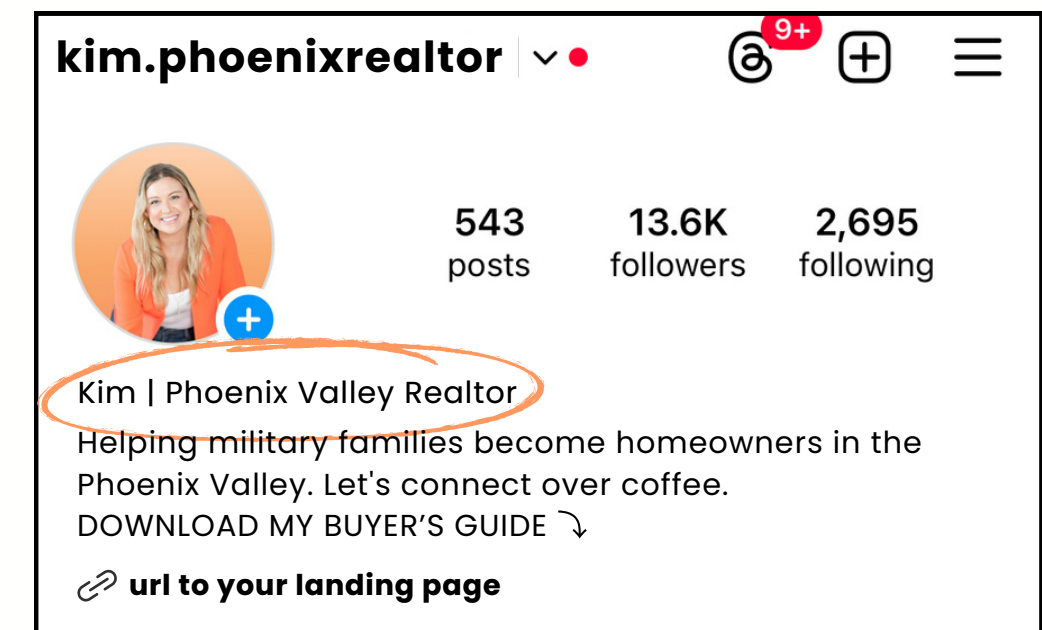 kim.phoenixrealtor
9+
543 13.6K 2,695
posts followers following
Kim | Phoenix Valley Realtor
Helping military families become homeowners in the
Phoenix Valley. Let's connect over coffee.
DOWNLOAD MY BUYER’S GUIDE
url to your landing page